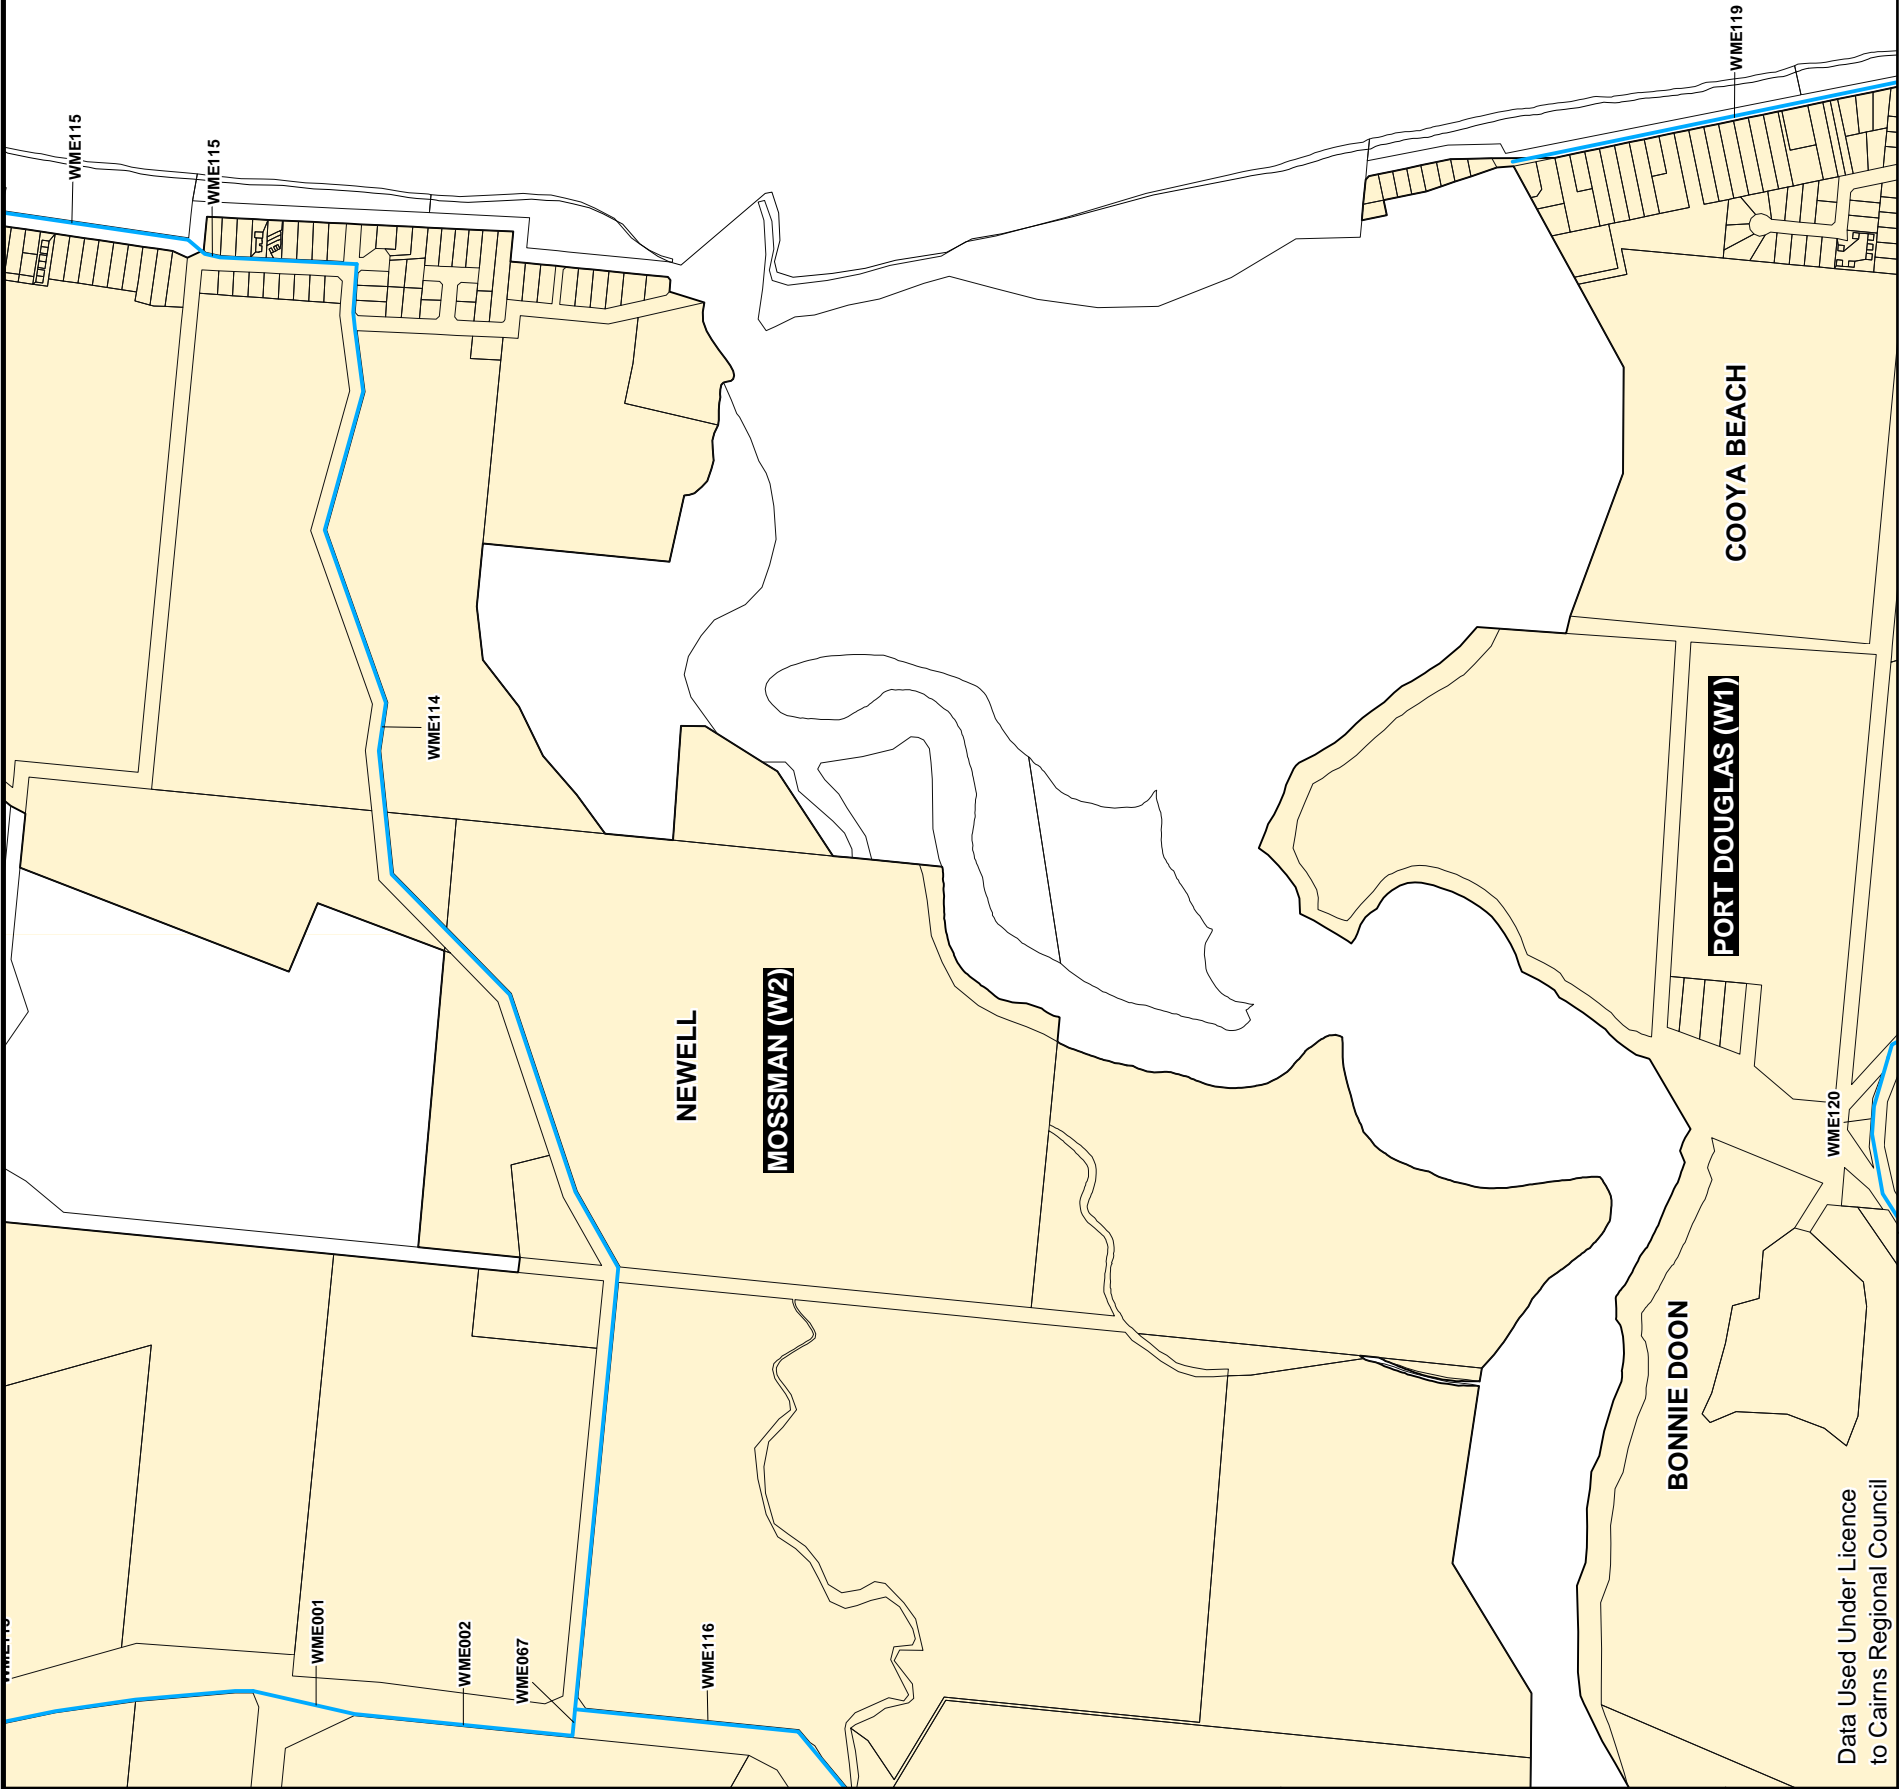 WME115
WME115
WME119
WME114
COOYA BEACH
PORT DOUGLAS (W1)
NEWELL
MOSSMAN (W2)
WME120
BONNIE DOON
WME001
WME002
WME067
WME116
Data Used Under Licence
to Cairns Regional Council